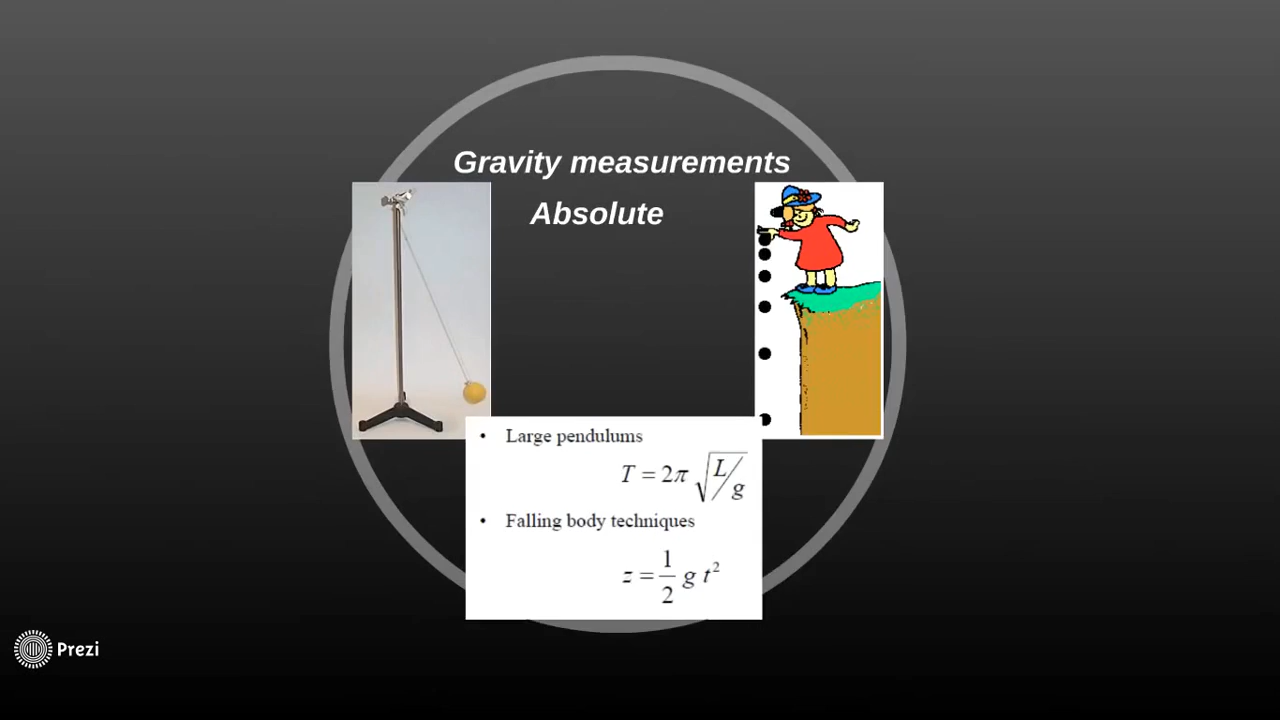 Gravity measurements
Absolute
• Large pendulums
T = 2π √L/g
• Falling body techniques
z = 1/2 g t²
Prezi